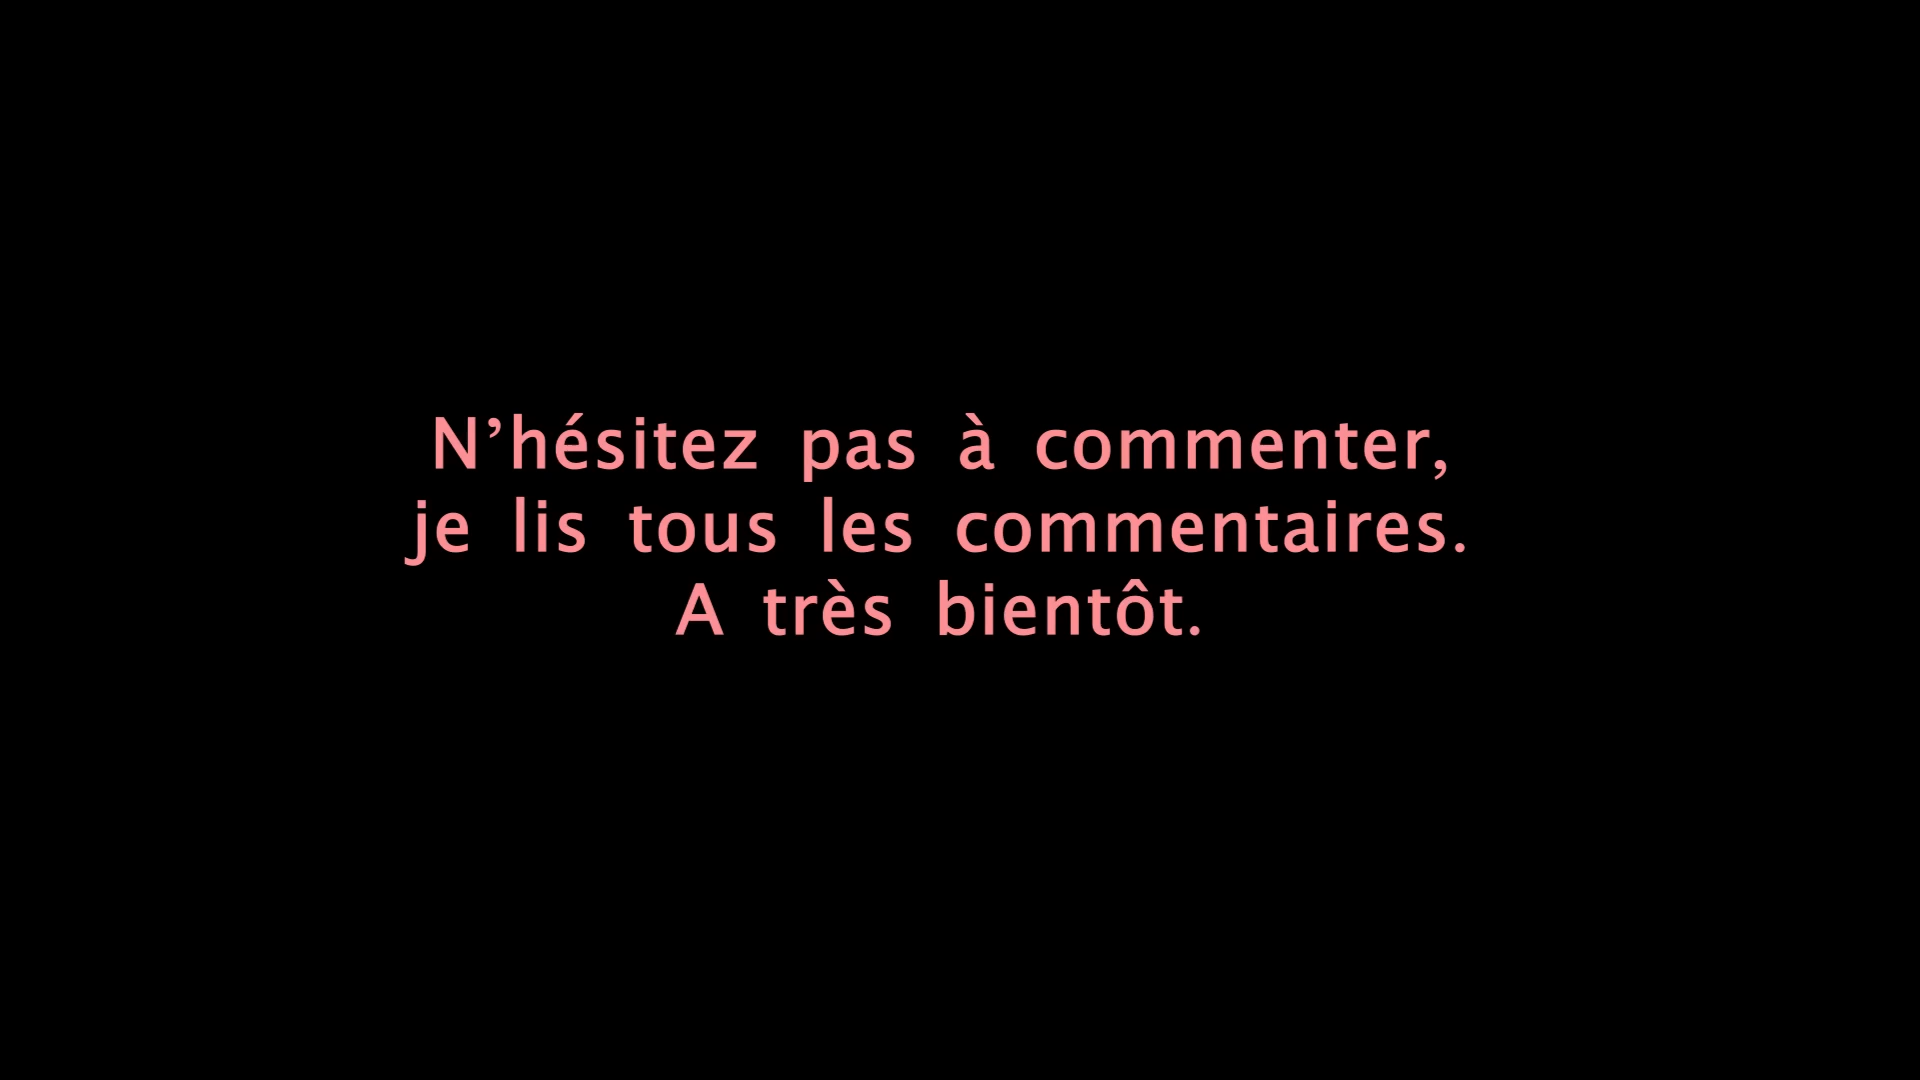 N’hésitez pas à commenter,
je lis tous les commentaires.
A très bientôt.